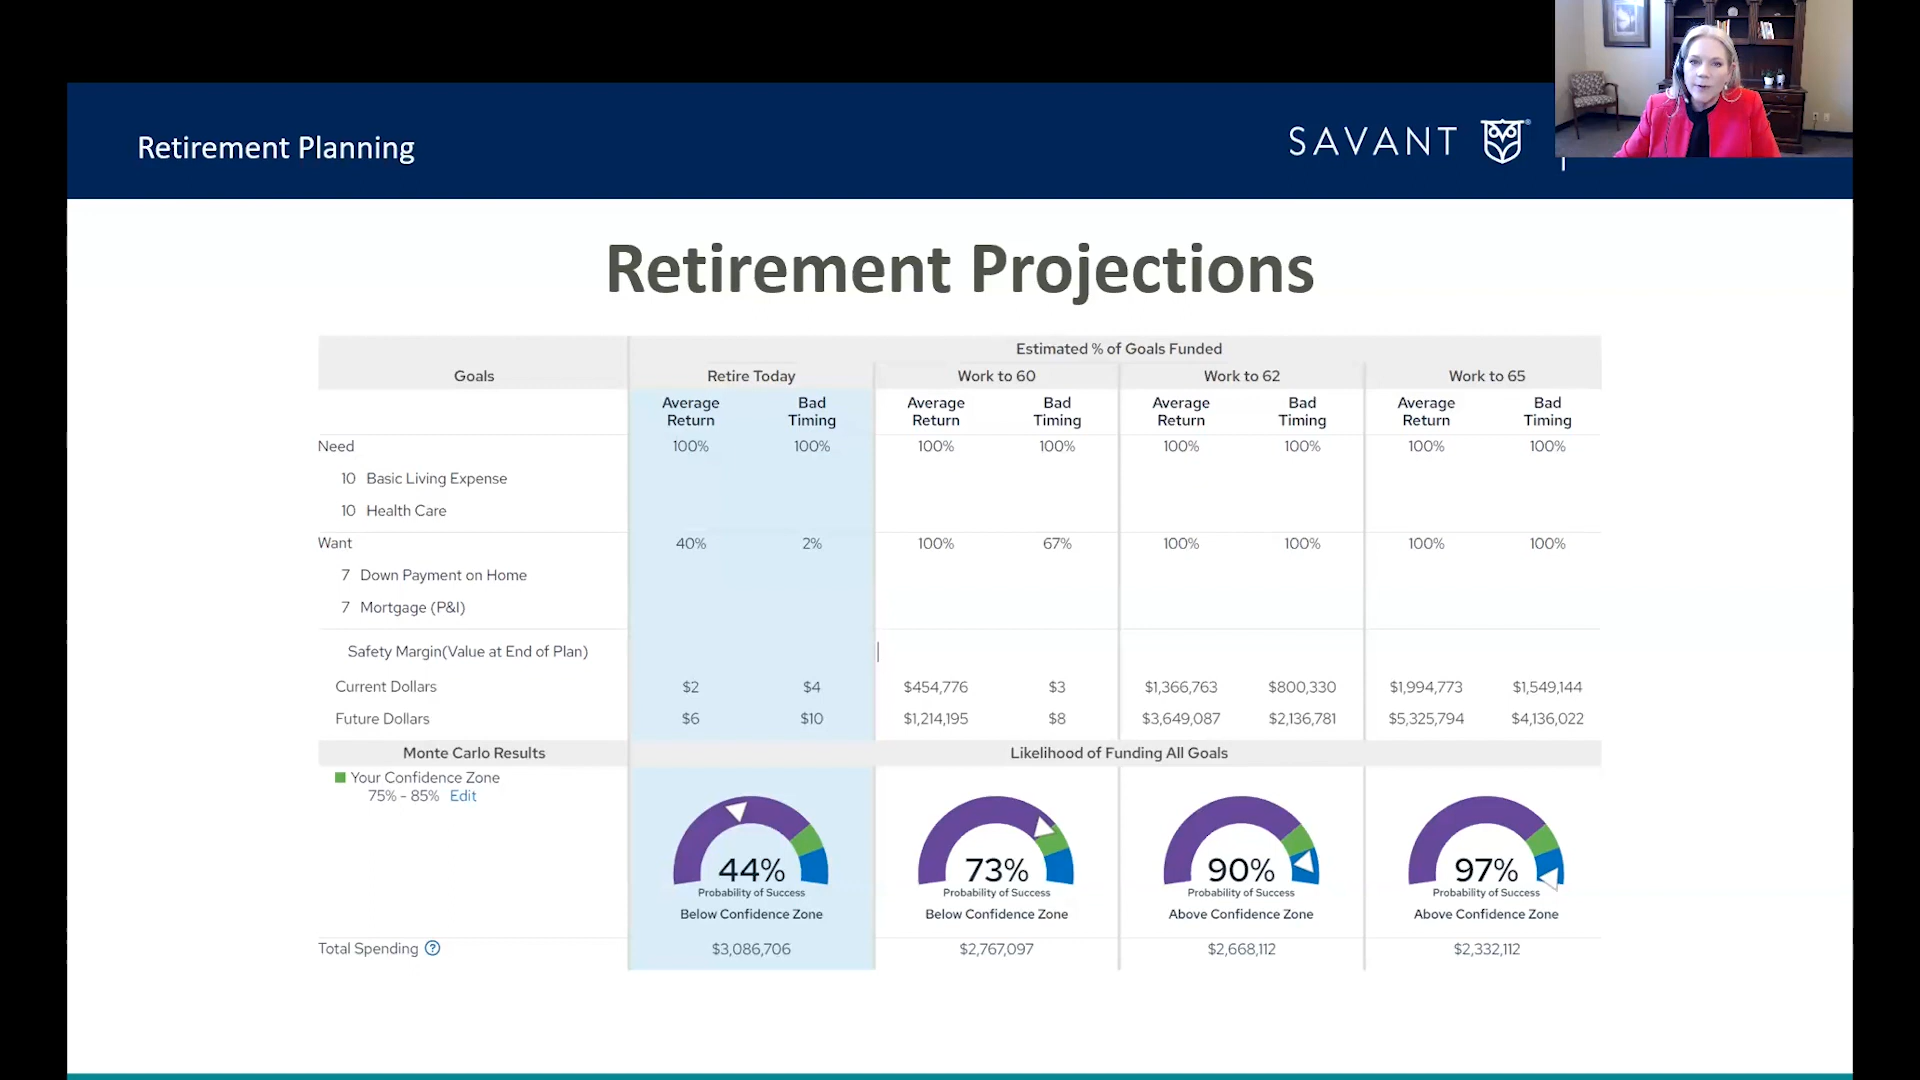 Retirement Planning
SAVANT
Retirement Projections
Estimated % of Goals Funded
Goals Retire Today Work to 60 Work to 62 Work to 65
Average Return Bad Timing Average Return Bad Timing Average Return Bad Timing Average Return Bad Timing
Need 100% 100% 100% 100% 100% 100% 100% 100%
10 Basic Living Expense
10 Health Care
Want 40% 2% 100% 67% 100% 100% 100% 100%
7 Down Payment on Home
7 Mortgage (P&I)
Safety Margin(Value at End of Plan)
Current Dollars $2 $4 $454,776 $3 $1,366,763 $800,330 $1,994,773 $1,549,144
Future Dollars $6 $10 $1,214,195 $8 $3,649,087 $2,136,781 $5,325,794 $4,136,022
Monte Carlo Results Likelihood of Funding All Goals
Your Confidence Zone
75% - 85% Edit
44% 73% 90% 97%
Probability of Success Probability of Success Probability of Success Probability of Success
Below Confidence Zone Below Confidence Zone Above Confidence Zone Above Confidence Zone
Total Spending ? $3,086,706 $2,767,097 $2,668,112 $2,332,112